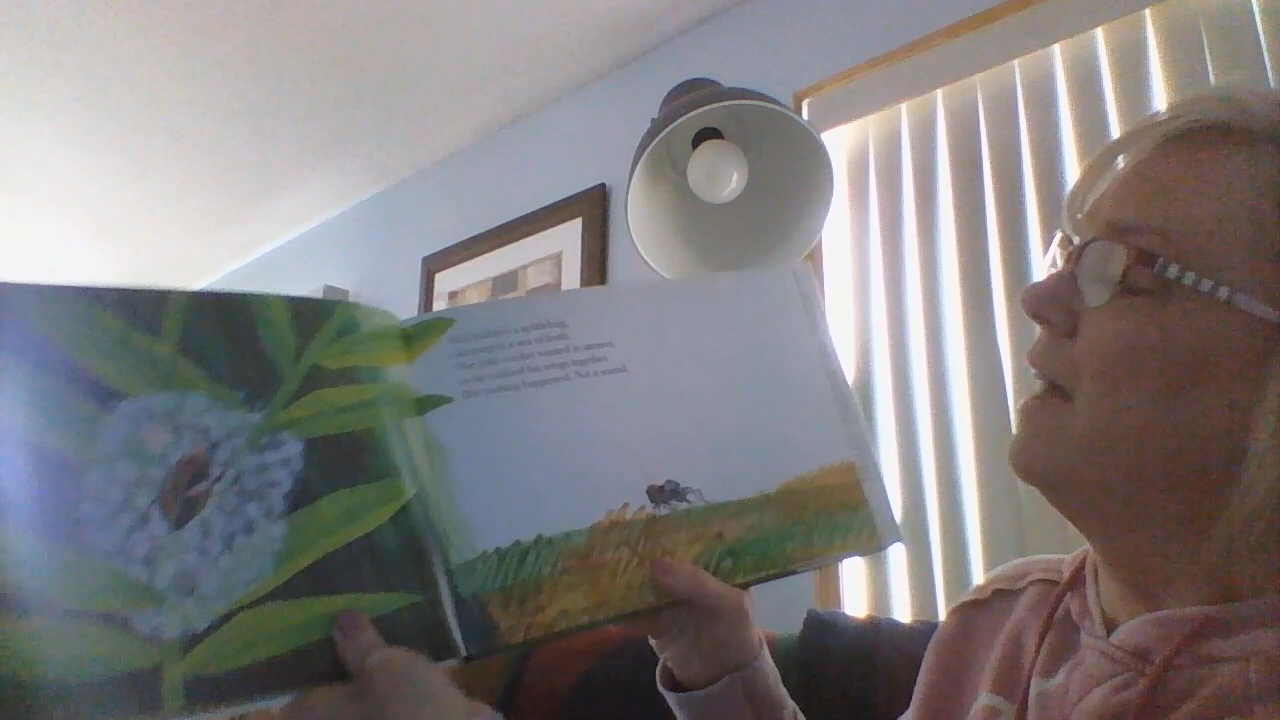 spittlebug,
in a sea of froth.
The little cricket wanted to answer,
so he rubbed his wings together.
But nothing happened. Not a sound.